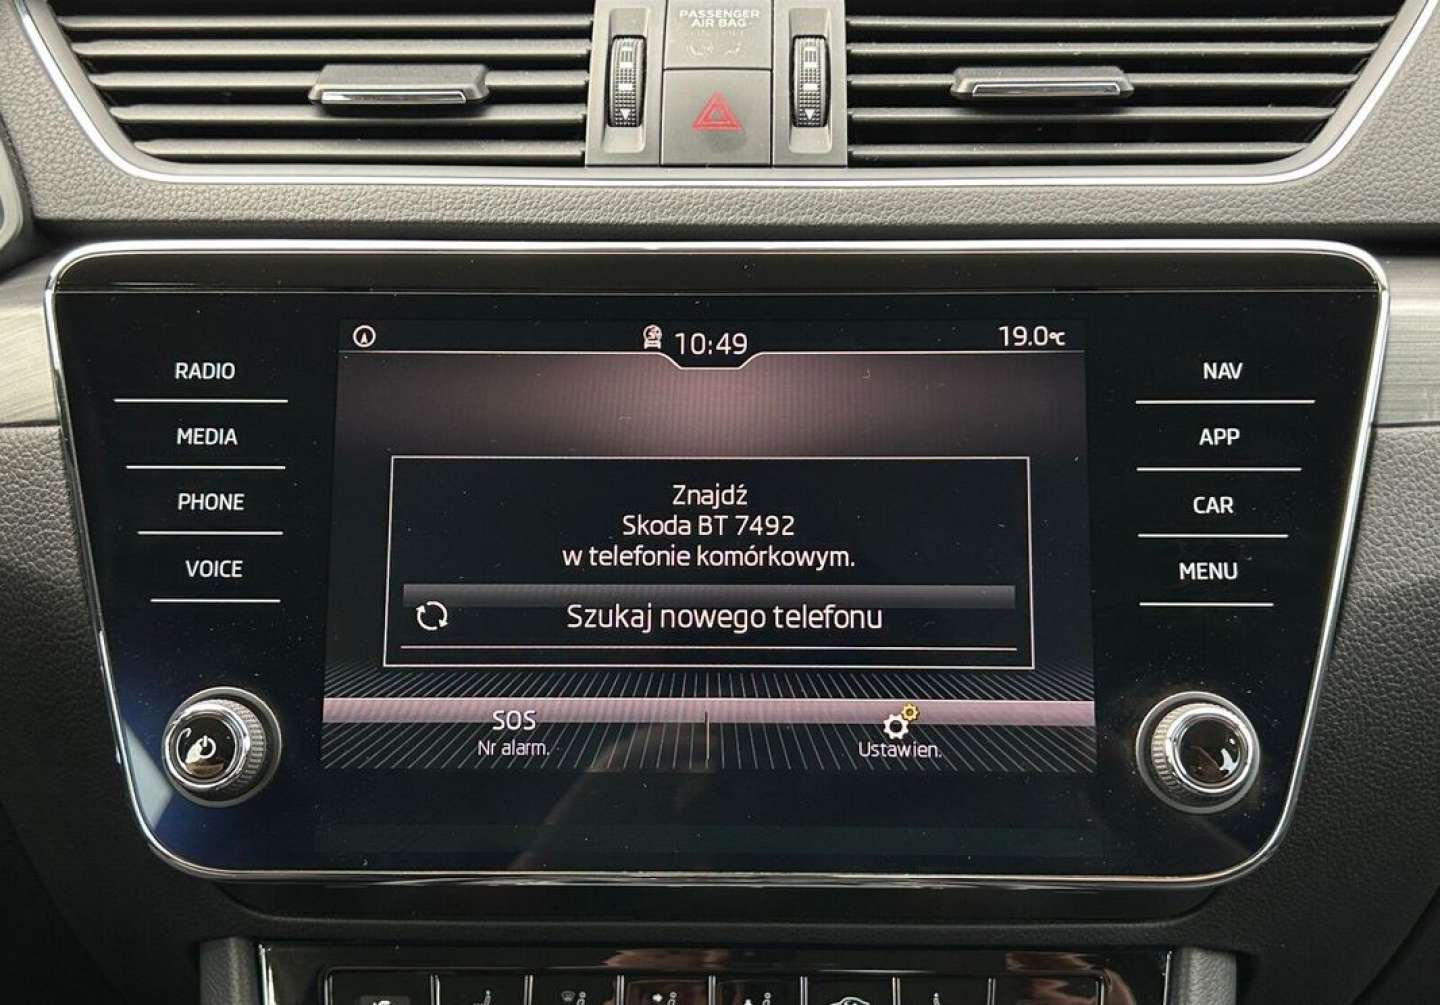 PASSENGER
AIR BAG
10:49
19.0°C
RADIO
MEDIA
PHONE
VOICE
NAV
APP
CAR
MENU
Znajdź
Skoda BT 7492
w telefonie komórkowym.
Szukaj nowego telefonu
SOS
Nr alarm.
Ustawien.